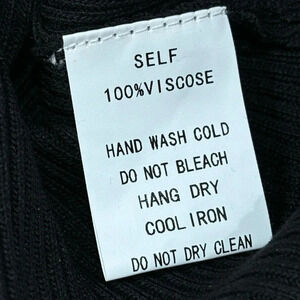 SELF
100%VISCOSE
HAND WASH COLD
DO NOT BLEACH
HANG DRY
COOL IRON
DO NOT DRY CLEAN